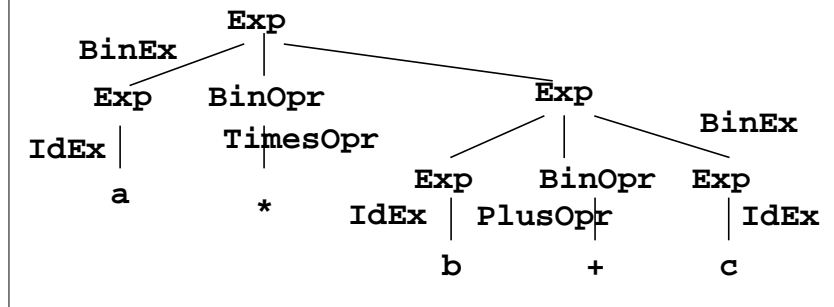 Exp
BinEx
Exp BinOpr Exp
BinEx
IdEx TimesOpr
Exp BinOpr Exp
a *
IdEx PlusOpr IdEx
b + c